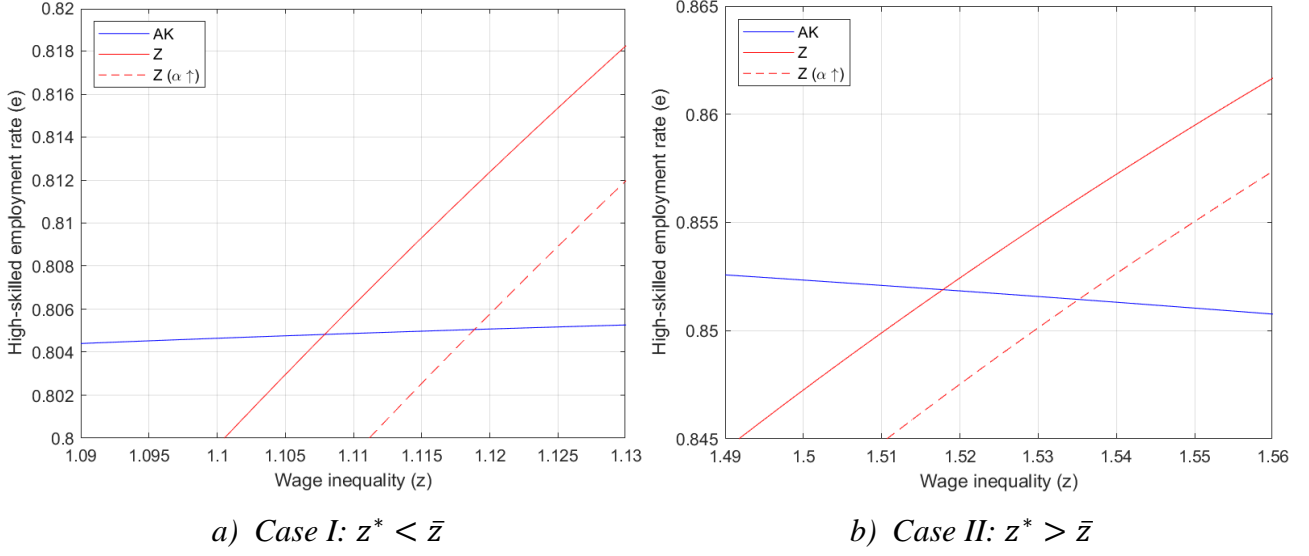 0.82
0.818
0.816
0.814
0.812
0.81
0.808
0.806
0.804
0.802
0.8
High-skilled employment rate (e)
AK
Z
Z (α ↑)
1.09 1.095 1.1 1.105 1.11 1.115 1.12 1.125 1.13
Wage inequality (z)
a) Case I: z* < z̄
0.865
0.86
0.855
0.85
0.845
High-skilled employment rate (e)
AK
Z
Z (α ↑)
1.49 1.5 1.51 1.52 1.53 1.54 1.55 1.56
Wage inequality (z)
b) Case II: z* > z̄